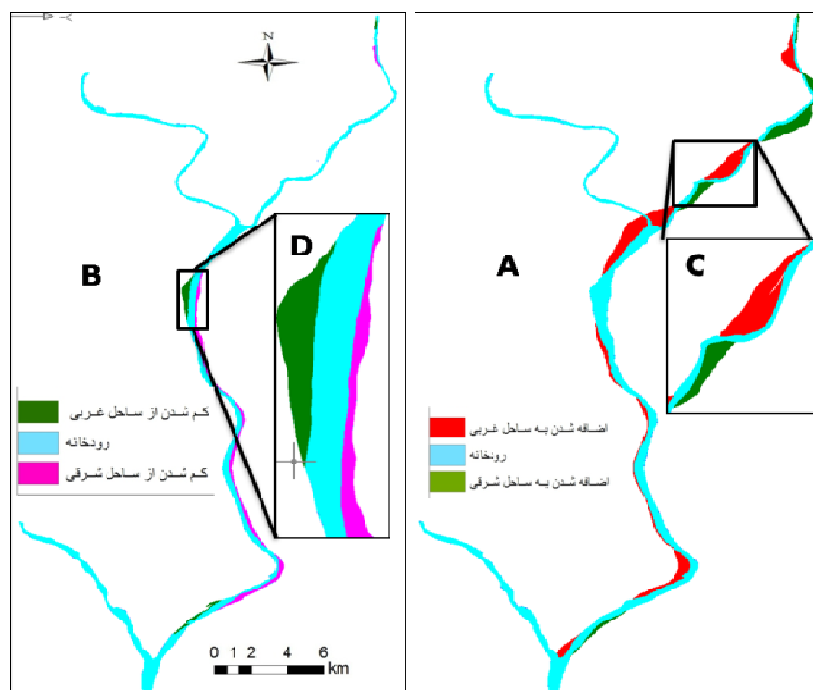 N
B
D
کم شدن از ساحل غربی
رودخانه
کم شدن از ساحل شرقی
0 1 2 4 6
km
A
C
اضافه شدن به ساحل غربی
رودخانه
اضافه شدن به ساحل شرقی